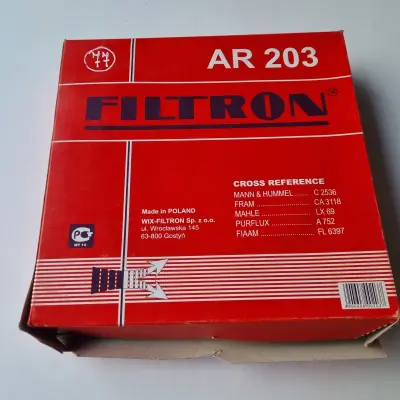 AR 203
FILTRON®
CROSS REFERENCE
MANN & HUMMEL ...... C 2536
FRAM .................... CA 3118
MAHLE .................. LX 69
PURFLUX ............... A 752
FIAAM .................... FL 6397
Made in POLAND
WIX-FILTRON Sp. z o.o.
ul. Wrocławska 145
63-800 Gostyń